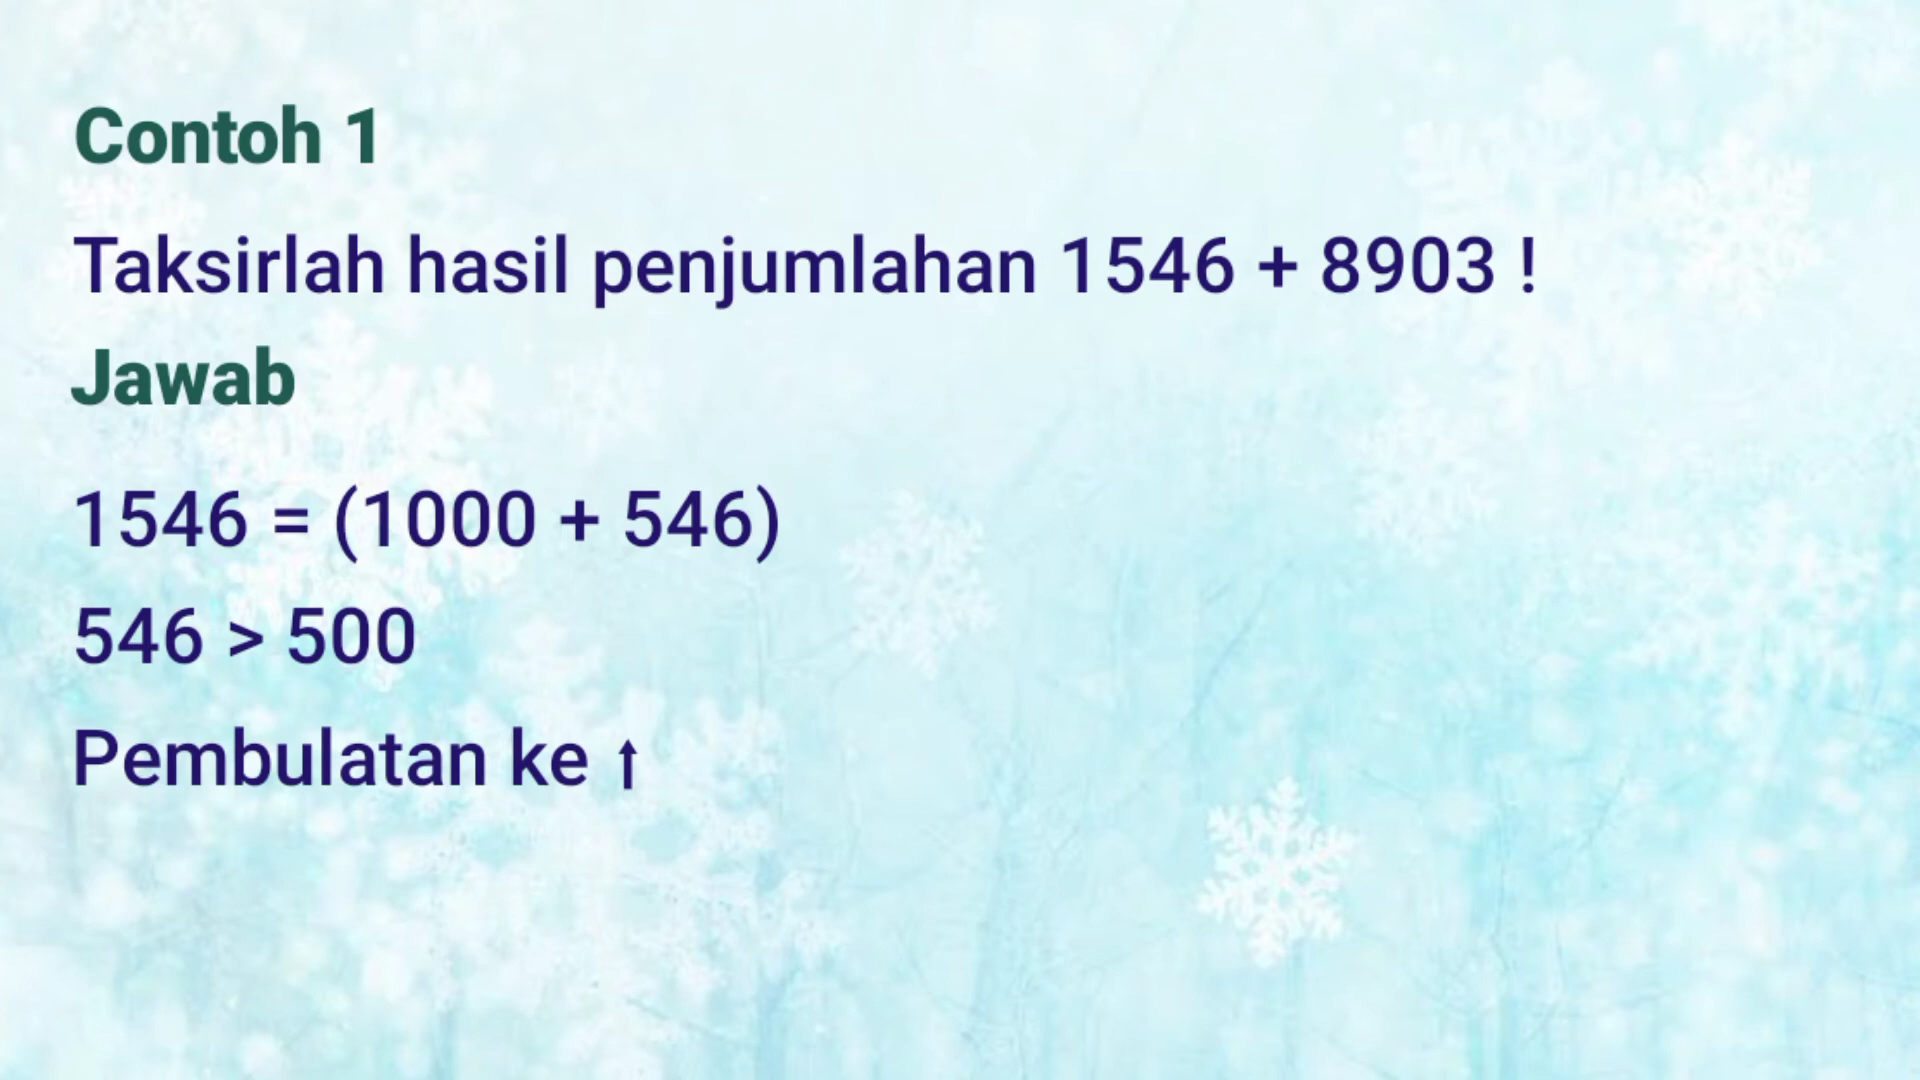 Contoh 1
Taksirlah hasil penjumlahan 1546 + 8903 !
Jawab
1546 = (1000 + 546)
546 > 500
Pembulatan ke ↑